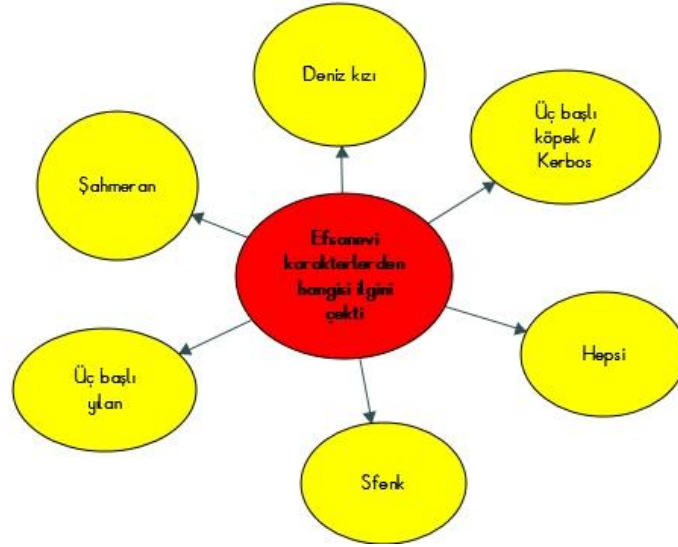 Deniz kızı
Üç başlı
köpek /
Kerbos
Şahmeran
Efsanevi
karakterlerden
hangisi ilgini
çekti
Hepsi
Üç başlı
yılan
Sfenk